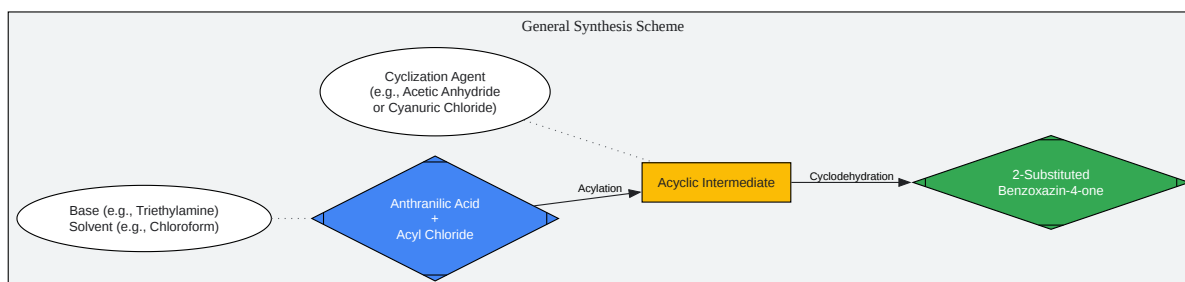 General Synthesis Scheme
Cyclization Agent
(e.g., Acetic Anhydride
or Cyanuric Chloride)
Base (e.g., Triethylamine)
Solvent (e.g., Chloroform)
Anthranilic Acid
+
Acyl Chloride
Acylation
Acyclic Intermediate
Cyclodehydration
2-Substituted
Benzoxazin-4-one